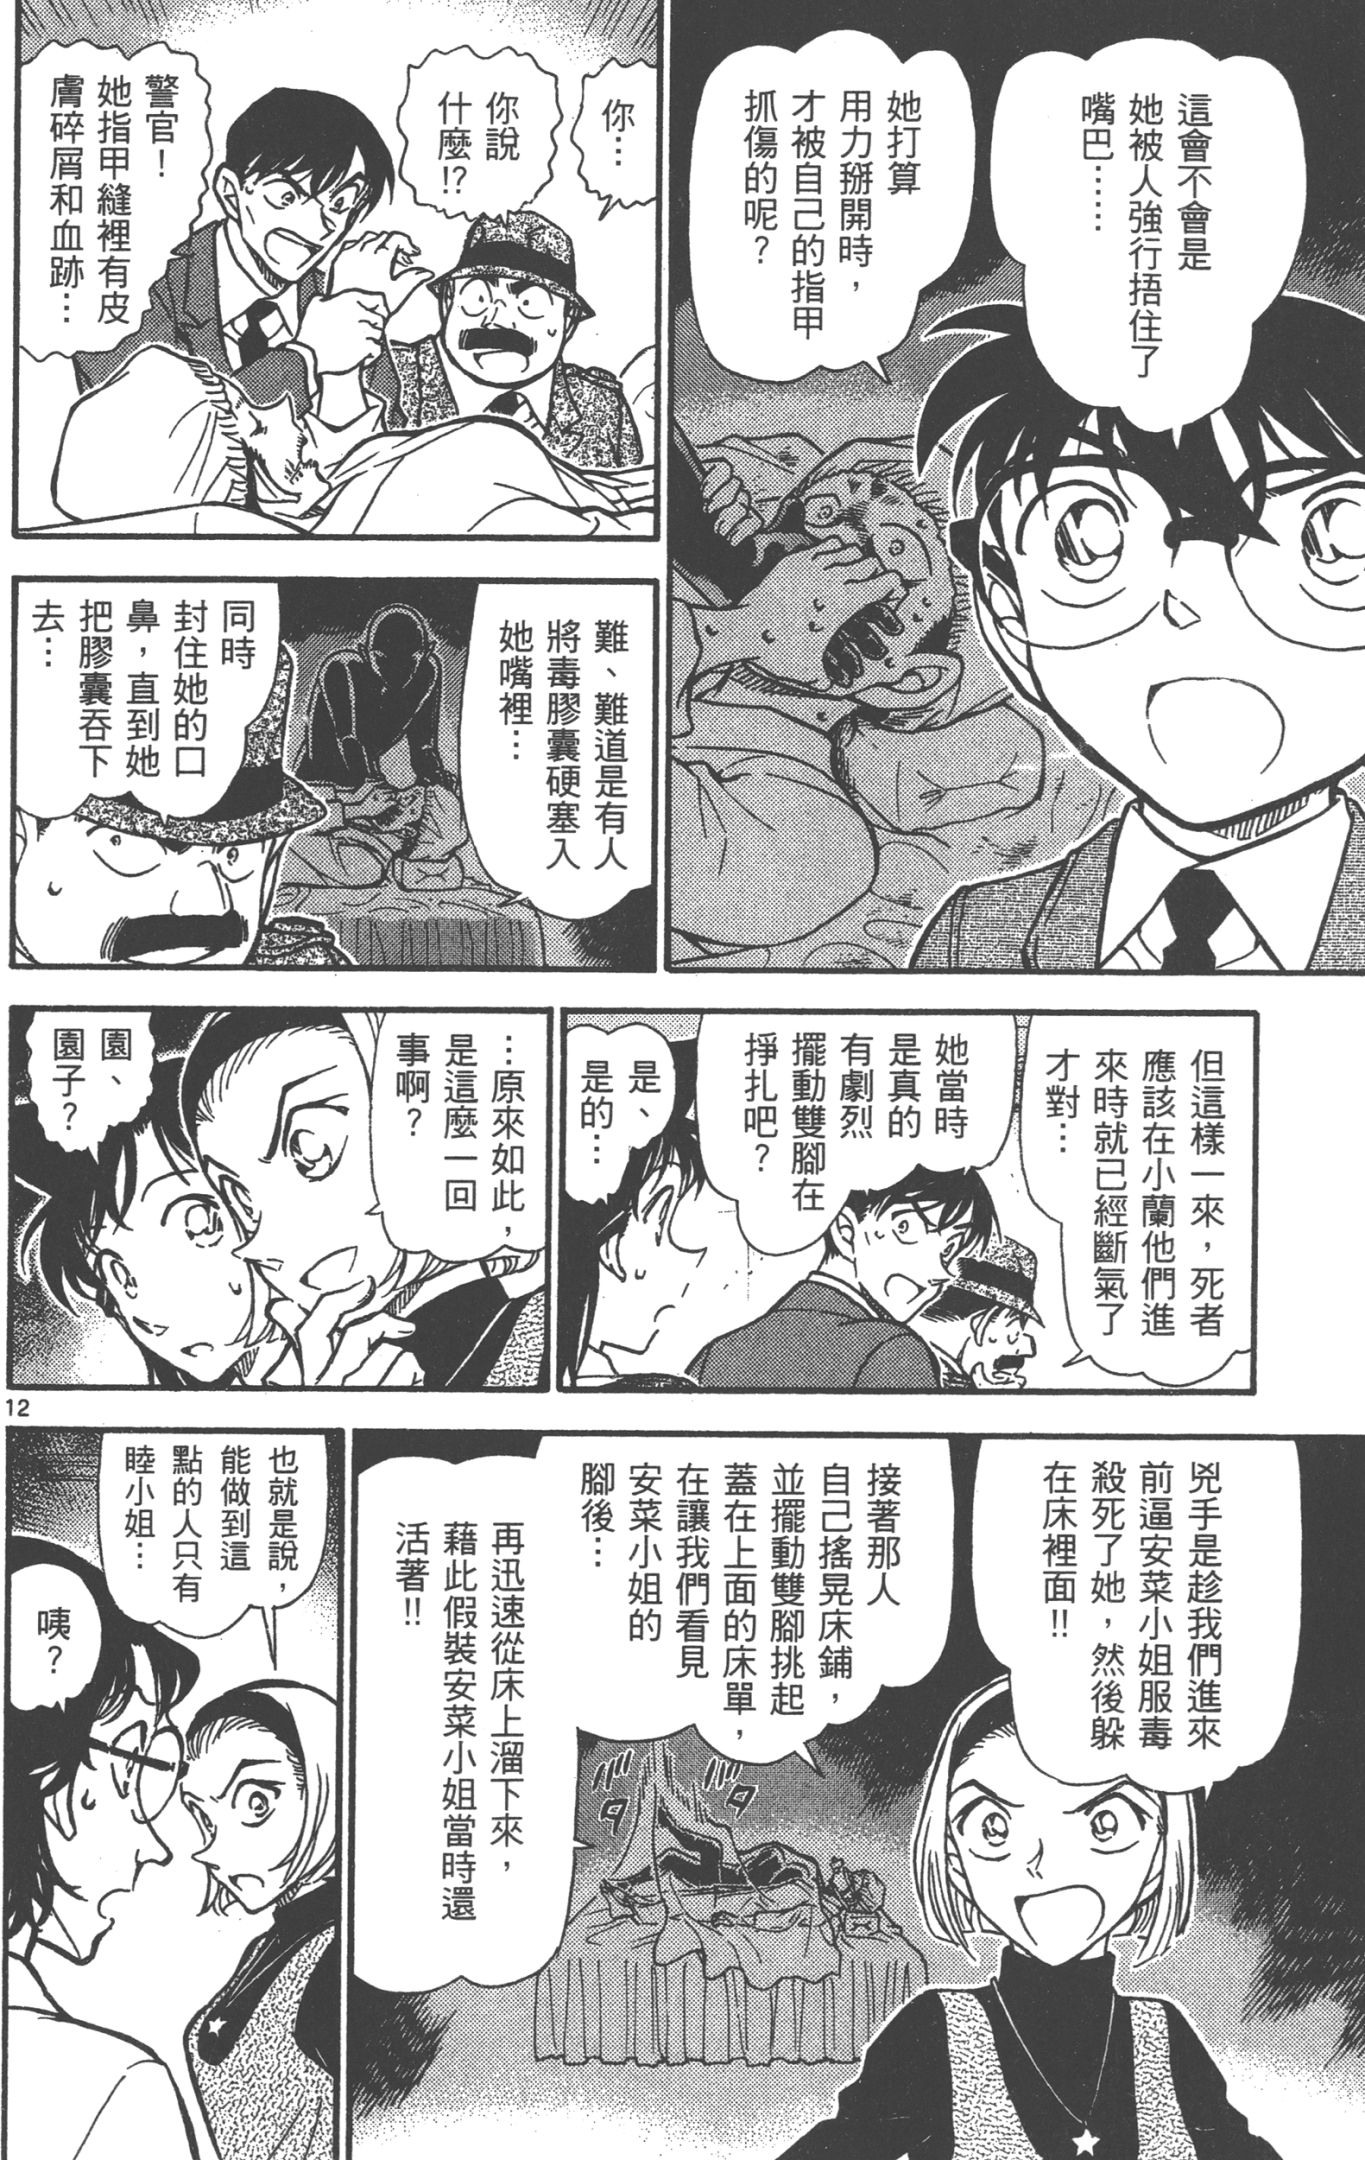 這會不會是
她被人強行捂住了
嘴巴……
她打算
用力掰開時，
才被自己的指甲
抓傷的呢？
你…
你說
什麼!?
警官！
她指甲縫裡有皮
膚碎屑和血跡…
難、難道是有人
將毒膠囊硬塞入
她嘴裡…
同時
封住她的口
鼻，直到她
把膠囊吞下
去…
但這樣一來，死者
應該在小蘭他們進
來時就已經斷氣了
才對…
她當時
是真的
有劇烈
擺動雙腳在
掙扎吧？
是、
是的…
…原來如此，
是這麼一回
事啊？
園、
園子？
兇手是趁我們進來
前逼安菜小姐服毒
殺死了她，然後躲
在床裡面!!
接著那人
自己搖晃床鋪，
並擺動雙腳挑起
蓋在上面的床單，
在讓我們看見
安菜小姐的
腳後…
再迅速從床上溜下來，
藉此假裝安菜小姐當時還
活著!!
ワワ
ワワ
也就是說，
能做到這
點的人只有
睦小姐…
咦？
12